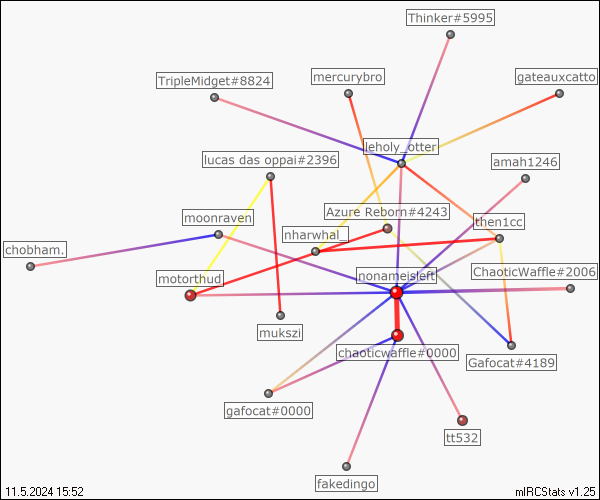 Thinker#5995
TripleMidget#8824
mercurybro
gateauxcatto
leholy_otter
lucas das oppai#2396
amah1246
moonraven
Azure Reborn#4243
then1cc
nharwhal_
chobham.
motorthud
nonameisleft
ChaoticWaffle#2006
mukszi
chaoticwaffle#0000
Gafocat#4189
gafocat#0000
tt532
fakedingo
11.5.2024 15:52
mIRCStats v1.25